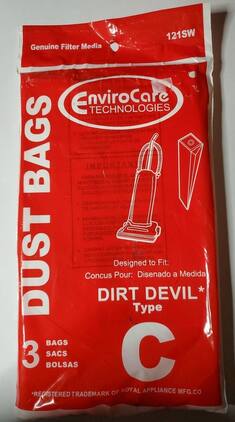 Genuine Filter Media
121SW
EnviroCare
TECHNOLOGIES
DUST BAGS
Designed to Fit:
Concus Pour: Disenado a Medida
DIRT DEVIL*
Type
C
3
BAGS
SACS
BOLSAS
*REGISTERED TRADEMARK OF ROYAL APPLIANCE MFG.CO